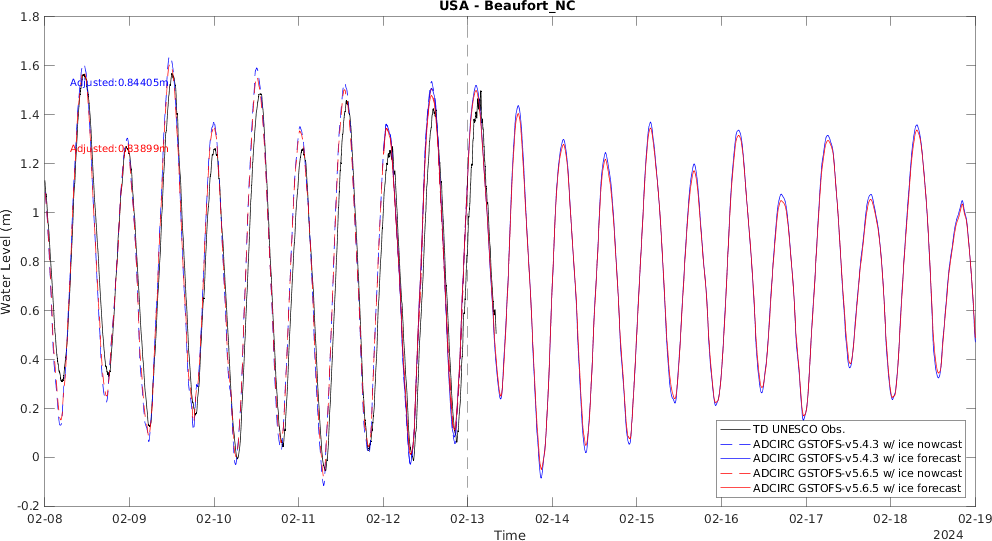 USA - Beaufort_NC
1.8
1.6
1.4
1.2
1
0.8
0.6
0.4
0.2
0
-0.2
Water Level (m)
Adjusted:0.84405m
Adjusted:0.83899m
TD UNESCO Obs.
ADCIRC GSTOFS-v5.4.3 w/ ice nowcast
ADCIRC GSTOFS-v5.4.3 w/ ice forecast
ADCIRC GSTOFS-v5.6.5 w/ ice nowcast
ADCIRC GSTOFS-v5.6.5 w/ ice forecast
02-08 02-09 02-10 02-11 02-12 02-13 02-14 02-15 02-16 02-17 02-18 02-19
Time
2024